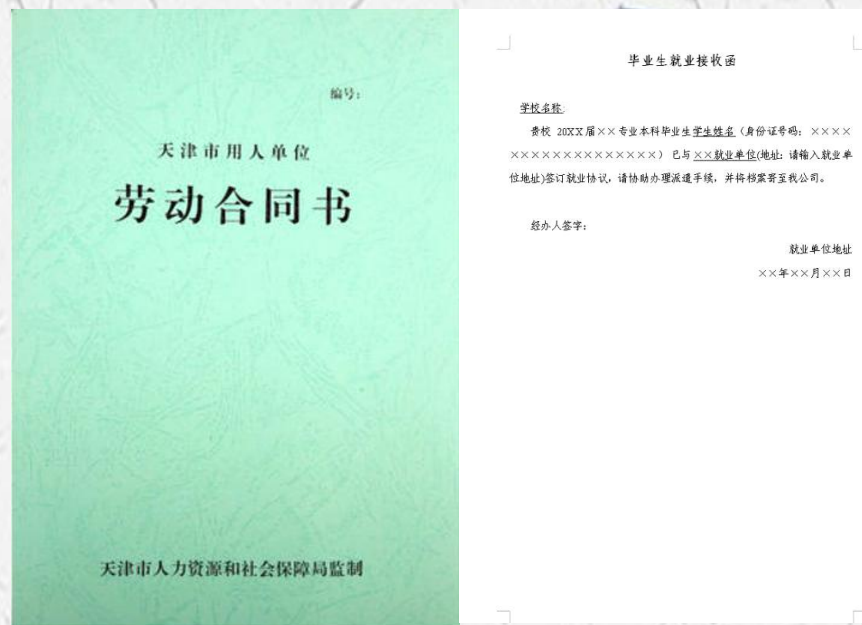 编号:
天津市用人单位
劳动合同书
天津市人力资源和社会保障局监制
毕业生就业接收函
学校名称:
贵校 20XX届××专业本科毕业生学生姓名（身份证号码: ××××
××××××××××××××）已与××就业单位(地址: 请输入就业单
位地址)签订就业协议，请协助办理派遣手续，并将档案寄至我公司。
经办人签字:
就业单位地址
××年××月××日